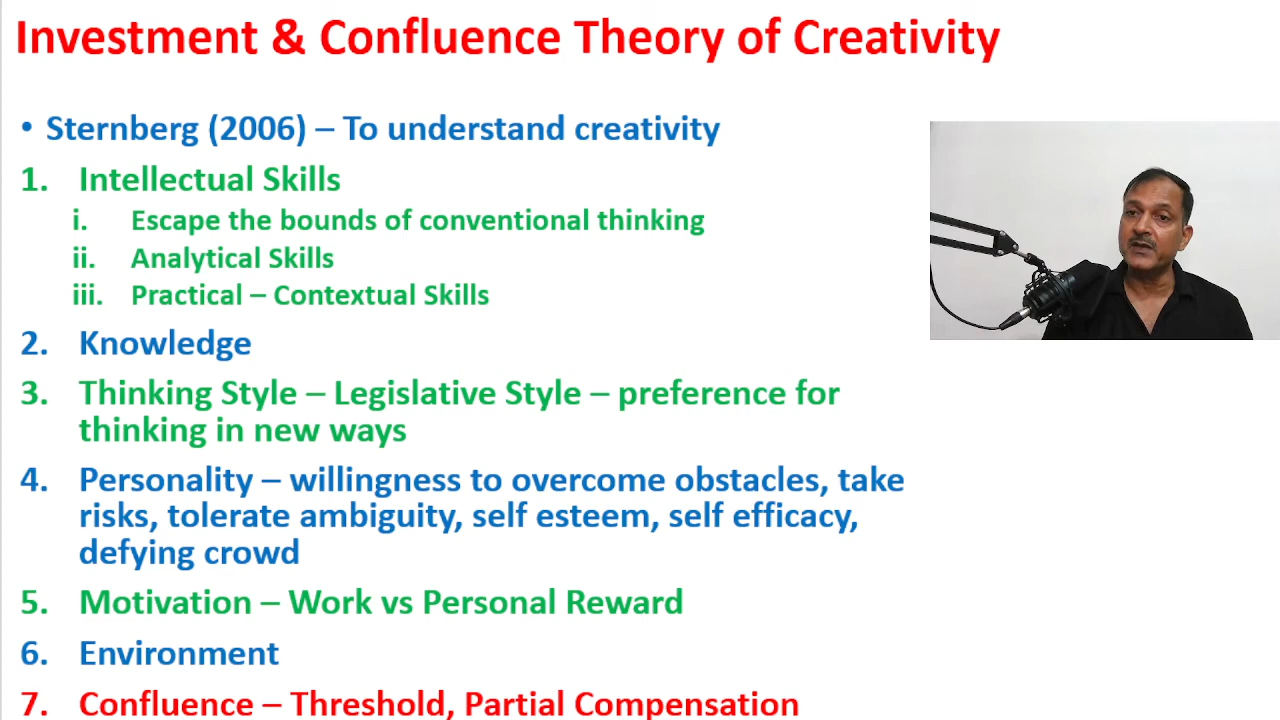 Investment & Confluence Theory of Creativity
• Sternberg (2006) – To understand creativity
1. Intellectual Skills
i. Escape the bounds of conventional thinking
ii. Analytical Skills
iii. Practical – Contextual Skills
2. Knowledge
3. Thinking Style – Legislative Style – preference for
thinking in new ways
4. Personality – willingness to overcome obstacles, take
risks, tolerate ambiguity, self esteem, self efficacy,
defying crowd
5. Motivation – Work vs Personal Reward
6. Environment
7. Confluence – Threshold, Partial Compensation